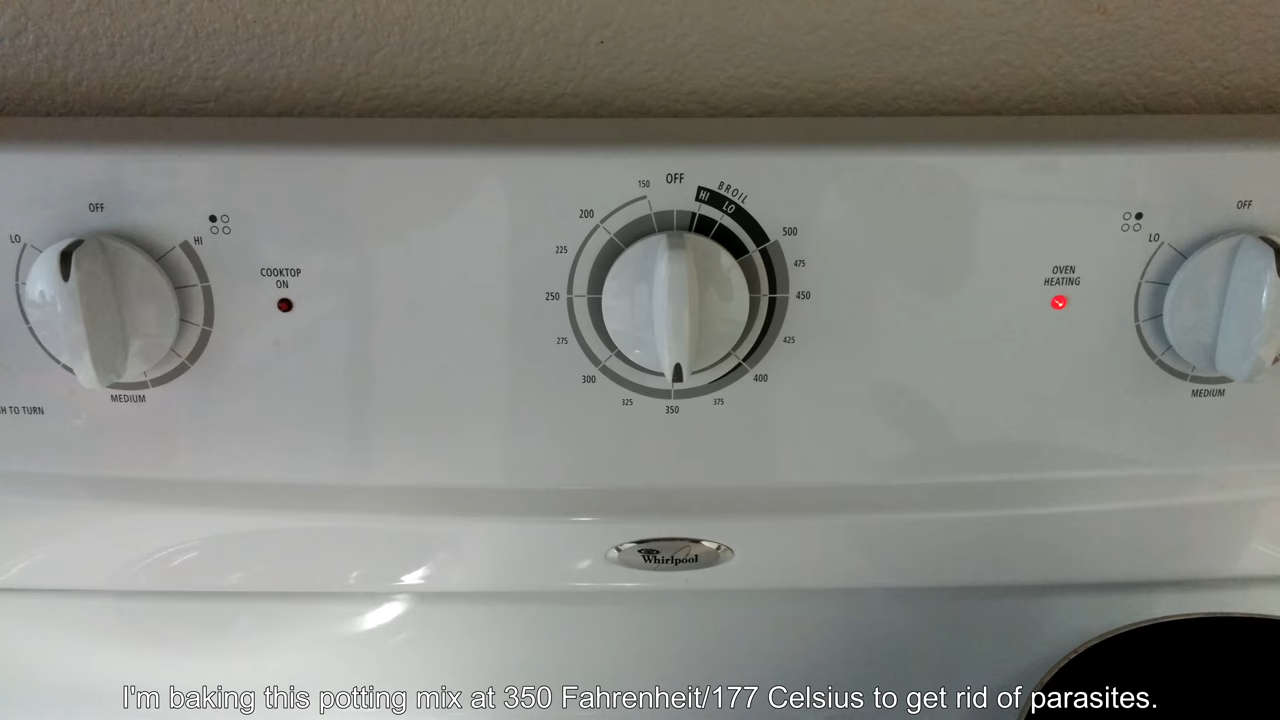 OFF
LO
HI
MEDIUM
SH TO TURN
COOKTOP
ON
OFF
BROIL
HI LO
150
200
225
250
275
300
325
350
375
400
425
450
475
500
OVEN
HEATING
OFF
LO
MEDIUM
Whirlpool
I'm baking this potting mix at 350 Fahrenheit/177 Celsius to get rid of parasites.